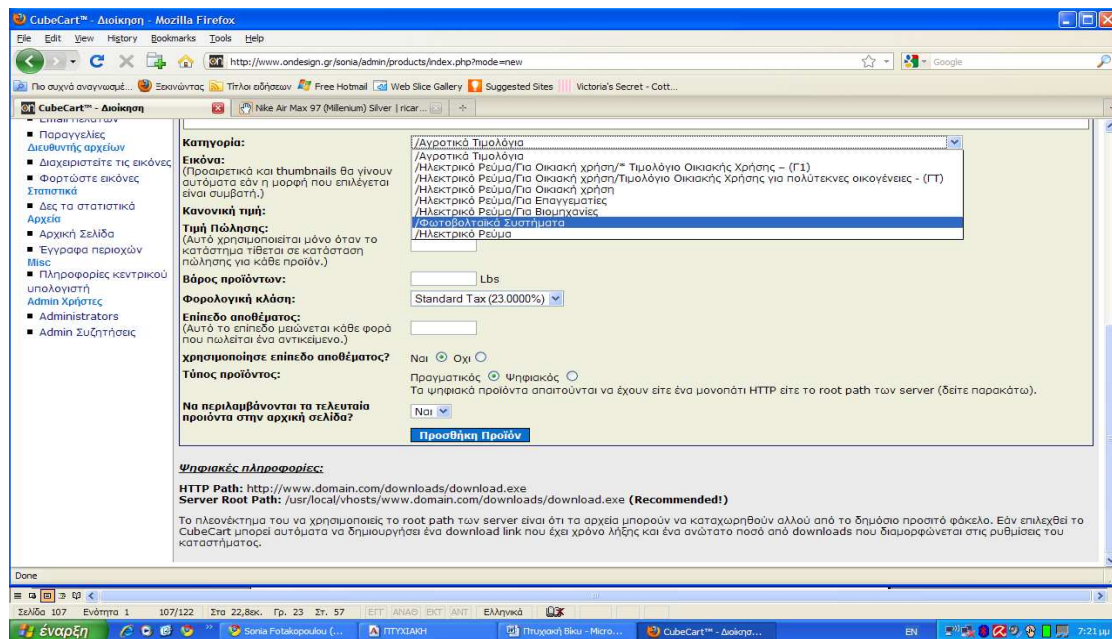 CubeCart™ - Διοίκηση - Mozilla Firefox
File Edit View History Bookmarks Tools Help
http://www.ondesign.gr/sonia/admin/products/index.php?mode=new
Google
Πιο συχνά αναγνωσμέ... Ξεκινώντας Τίτλοι ειδήσεων Free Hotmail Web Slice Gallery Suggested Sites Victoria's Secret - Cott...
CubeCart™ - Διοίκηση
Nike Air Max 97 (Millenium) Silver | ricar...
Email πελατών
Παραγγελίες
Διευθυντής αρχείων
Διαχειριστείτε τις εικόνες
Φορτώστε εικόνες
Στατιστικά
Δες τα στατιστικά
Αρχεία
Αρχική Σελίδα
Έγγραφα περιοχών
Misc
Πληροφορίες κεντρικού
υπολογιστή
Admin Χρήστες
Administrators
Admin Συζητήσεις
Κατηγορία:
/Αγροτικά Τιμολόγια
/Αγροτικά Τιμολόγια
/Ηλεκτρικό Ρεύμα/Για Οικιακή χρήση/* Τιμολόγιο Οικιακής Χρήσης – (Γ1)
/Ηλεκτρικό Ρεύμα/Για Οικιακή χρήση/Τιμολόγιο Οικιακής Χρήσης για πολύτεκνες οικογένειες - (ΓΤ)
/Ηλεκτρικό Ρεύμα/Για Οικιακή χρήση
/Ηλεκτρικό Ρεύμα/Για Επαγγεματίες
/Ηλεκτρικό Ρεύμα/Για Βιομηχανίες
/Φωτοβολταϊκά Συστήματα
/Ηλεκτρικό Ρεύμα
Εικόνα:
(Προαιρετικά και thumbnails θα γίνουν
αυτόματα εάν η μορφή που επιλέγεται
είναι συμβατή.)
Κανονική τιμή:
Τιμή Πώλησης:
(Αυτό χρησιμοποιείται μόνο όταν το
κατάστημα τίθεται σε κατάσταση
πώλησης για κάθε προϊόν.)
Βάρος προϊόντων:
Lbs
Φορολογική κλάση:
Standard Tax (23.0000%)
Επίπεδο αποθέματος:
(Αυτό το επίπεδο μειώνεται κάθε φορά
που πωλείται ένα αντικείμενο.)
χρησιμοποίησε επίπεδο αποθέματος?
Ναι Οχι
Τύπος προϊόντος:
Πραγματικός Ψηφιακός
Τα ψηφιακά προϊόντα απαιτούνται να έχουν είτε ένα μονοπάτι HTTP είτε το root path των server (δείτε παρακάτω).
Να περιλαμβάνονται τα τελευταία
προιόντα στην αρχική σελίδα?
Ναι
Προσθήκη Προϊόν
Ψηφιακές πληροφορίες:
HTTP Path: http://www.domain.com/downloads/download.exe
Server Root Path: /usr/local/vhosts/www.domain.com/downloads/download.exe (Recommended!)
Το πλεονέκτημα του να χρησιμοποιείς το root path των server είναι ότι τα αρχεία μπορούν να καταχωρηθούν αλλού από το δημόσιο προσιτό φάκελο. Εάν επιλεχθεί το
CubeCart μπορεί αυτόματα να δημιουργήσει ένα download link που έχει χρόνο λήξης και ένα ανώτατο ποσό από downloads που διαμορφώνεται στις ρυθμίσεις του
καταστήματος.
Done
Σελίδα 107 Ενότητα 1 107/122 Στα 22,8εκ. Γρ. 23 Στ. 57 ΕΓΓ ΑΝΑΘ ΕΚΤ ΑΝΤ Ελληνικά
έναρξη
Sonia Fotakopoulou (...
ΠΤΥΧΙΑΚΗ
Πτυχιακή Βίκυ - Micro...
CubeCart™ - Διοίκησ...
EN
7:21 μμ